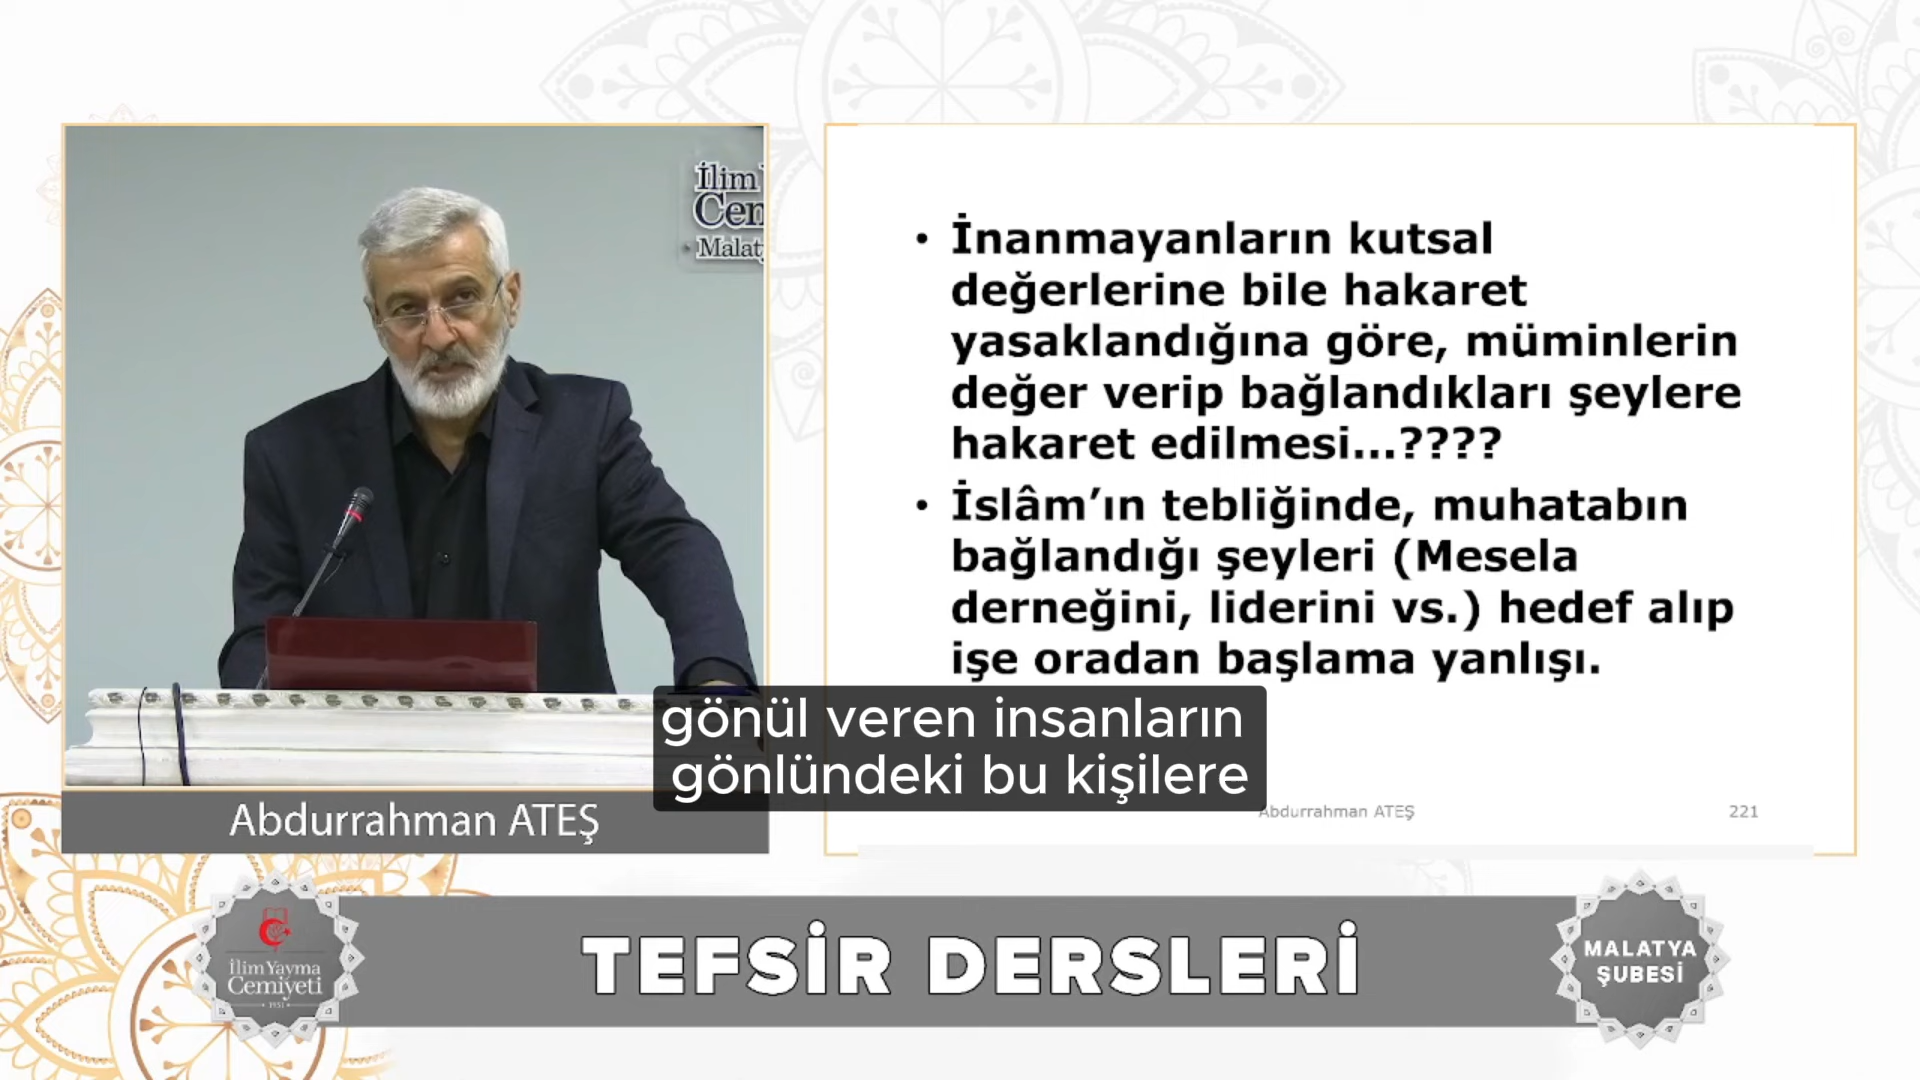 İlim
Cem
Malat
• İnanmayanların kutsal
değerlerine bile hakaret
yasaklandığına göre, müminlerin
değer verip bağlandıkları şeylere
hakaret edilmesi...????
• İslâm’ın tebliğinde, muhatabın
bağlandığı şeyleri (Mesela
derneğini, liderini vs.) hedef alıp
işe oradan başlama yanlışı.
gönül veren insanların
gönlündeki bu kişilere
Abdurrahman ATEŞ
221
Abdurrahman ATEŞ
İlim Yayma
Cemiyeti
1951
TEFSİR DERSLERİ
MALATYA
ŞUBESİ